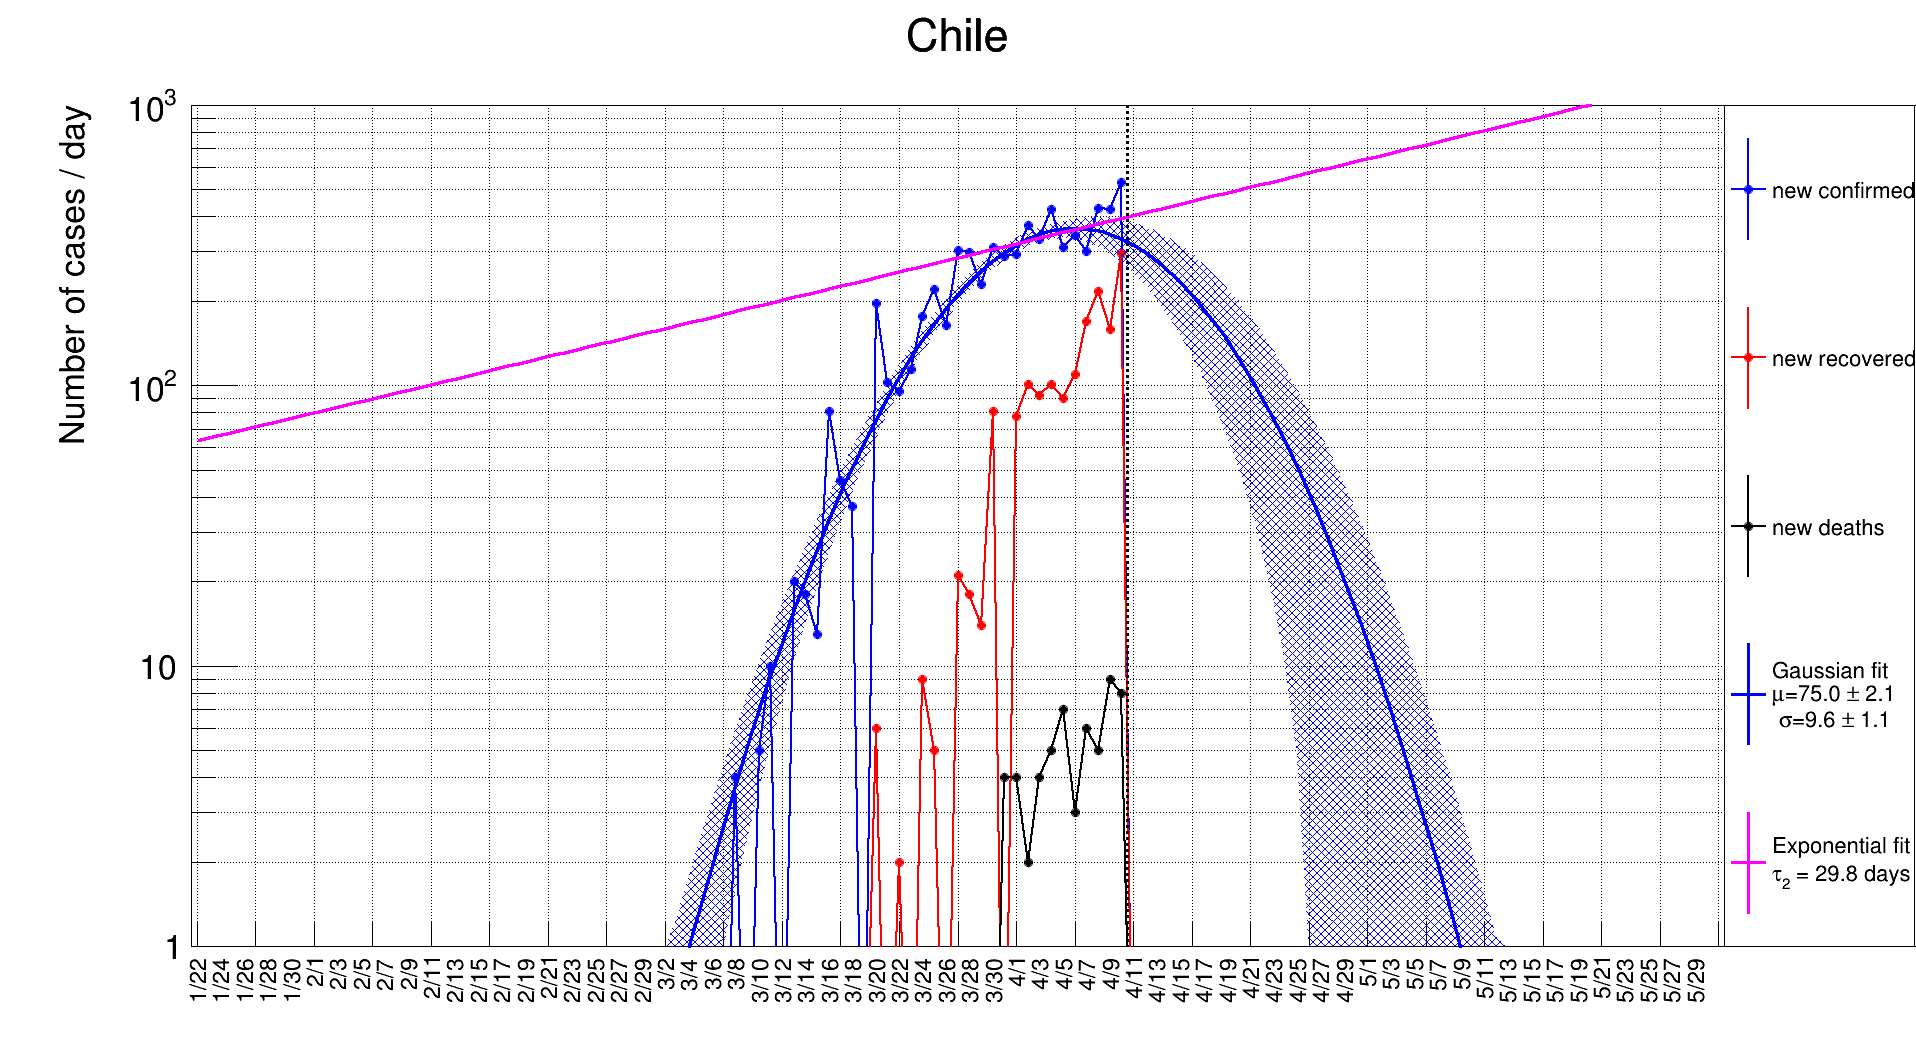 Chile
Number of cases / day
10³
10²
10
1
1/22 1/24 1/26 1/28 1/30 2/1 2/3 2/5 2/7 2/9 2/11 2/13 2/15 2/17 2/19 2/21 2/23 2/25 2/27 2/29 3/2 3/4 3/6 3/8 3/10 3/12 3/14 3/16 3/18 3/20 3/22 3/24 3/26 3/28 3/30 4/1 4/3 4/5 4/7 4/9 4/11 4/13 4/15 4/17 4/19 4/21 4/23 4/25 4/27 4/29 5/1 5/3 5/5 5/7 5/9 5/11 5/13 5/15 5/17 5/19 5/21 5/23 5/25 5/27 5/29
new confirmed
new recovered
new deaths
Gaussian fit
μ=75.0 ± 2.1
σ=9.6 ± 1.1
Exponential fit
τ₂ = 29.8 days